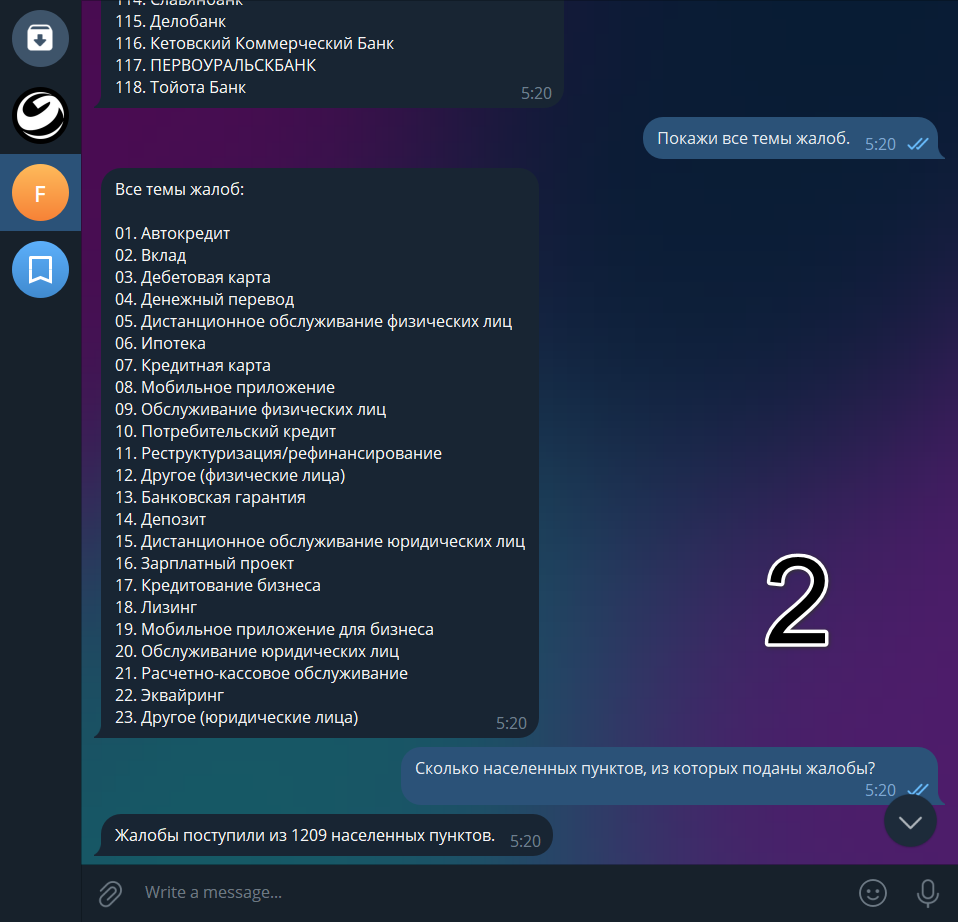 114. Славянбанк
115. Делобанк
116. Кетовский Коммерческий Банк
117. ПЕРВОУРАЛЬСКБАНК
118. Тойота Банк
5:20
Покажи все темы жалоб. 5:20
F
Все темы жалоб:
01. Автокредит
02. Вклад
03. Дебетовая карта
04. Денежный перевод
05. Дистанционное обслуживание физических лиц
06. Ипотека
07. Кредитная карта
08. Мобильное приложение
09. Обслуживание физических лиц
10. Потребительский кредит
11. Реструктуризация/рефинансирование
12. Другое (физические лица)
13. Банковская гарантия
14. Депозит
15. Дистанционное обслуживание юридических лиц
16. Зарплатный проект
17. Кредитование бизнеса
18. Лизинг
19. Мобильное приложение для бизнеса
20. Обслуживание юридических лиц
21. Расчетно-кассовое обслуживание
22. Эквайринг
23. Другое (юридические лица)
5:20
2
Сколько населенных пунктов, из которых поданы жалобы?
5:20
Жалобы поступили из 1209 населенных пунктов. 5:20
Write a message...